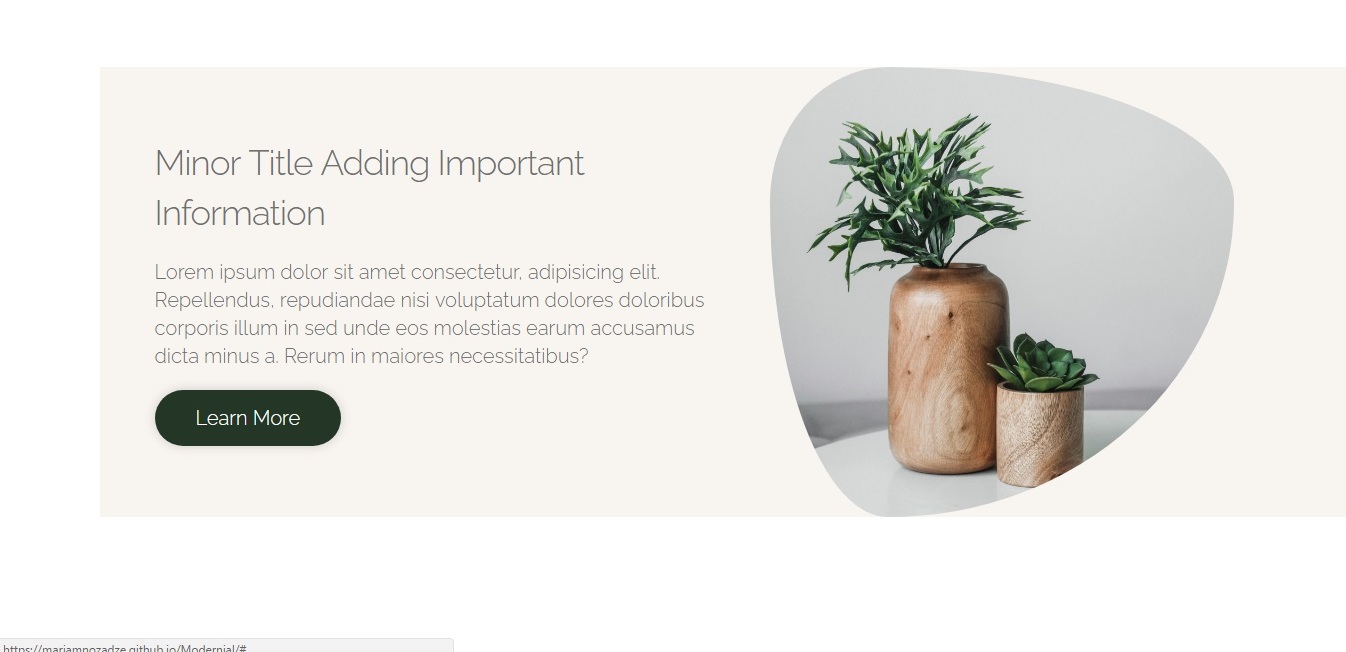 Minor Title Adding Important
Information
Lorem ipsum dolor sit amet consectetur, adipisicing elit.
Repellendus, repudiandae nisi voluptatum dolores doloribus
corporis illum in sed unde eos molestias earum accusamus
dicta minus a. Rerum in maiores necessitatibus?
Learn More
https://mariamnozadze.github.io/Modernial/#